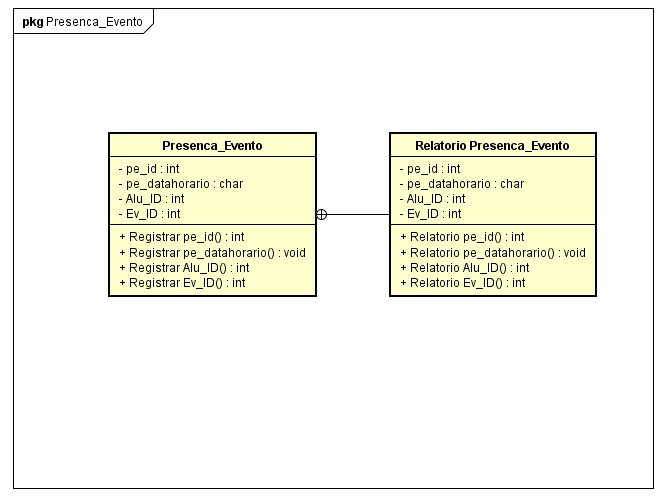 pkg Presenca_Evento
Presenca_Evento
- pe_id : int
- pe_datahorario : char
- Alu_ID : int
- Ev_ID : int
+ Registrar pe_id() : int
+ Registrar pe_datahorario() : void
+ Registrar Alu_ID() : int
+ Registrar Ev_ID() : int
Relatorio Presenca_Evento
- pe_id : int
- pe_datahorario : char
- Alu_ID : int
- Ev_ID : int
+ Relatorio pe_id() : int
+ Relatorio pe_datahorario() : void
+ Relatorio Alu_ID() : int
+ Relatorio Ev_ID() : int